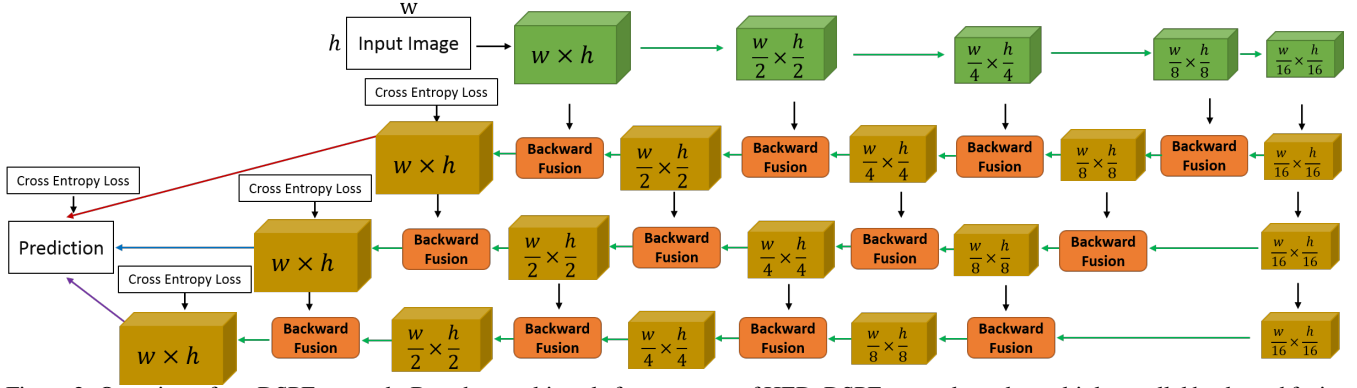 w
h
Input Image
w × h
w/2 × h/2
w/4 × h/4
w/8 × h/8
w/16 × h/16
Cross Entropy Loss
w × h
Backward
Fusion
w/2 × h/2
Backward
Fusion
w/4 × h/4
Backward
Fusion
w/8 × h/8
Backward
Fusion
w/16 × h/16
Cross Entropy Loss
Cross Entropy Loss
Prediction
w × h
Backward
Fusion
w/2 × h/2
Backward
Fusion
w/4 × h/4
Backward
Fusion
w/8 × h/8
Backward
Fusion
w/16 × h/16
Cross Entropy Loss
w × h
Backward
Fusion
w/2 × h/2
Backward
Fusion
w/4 × h/4
Backward
Fusion
w/8 × h/8
Backward
Fusion
w/16 × h/16